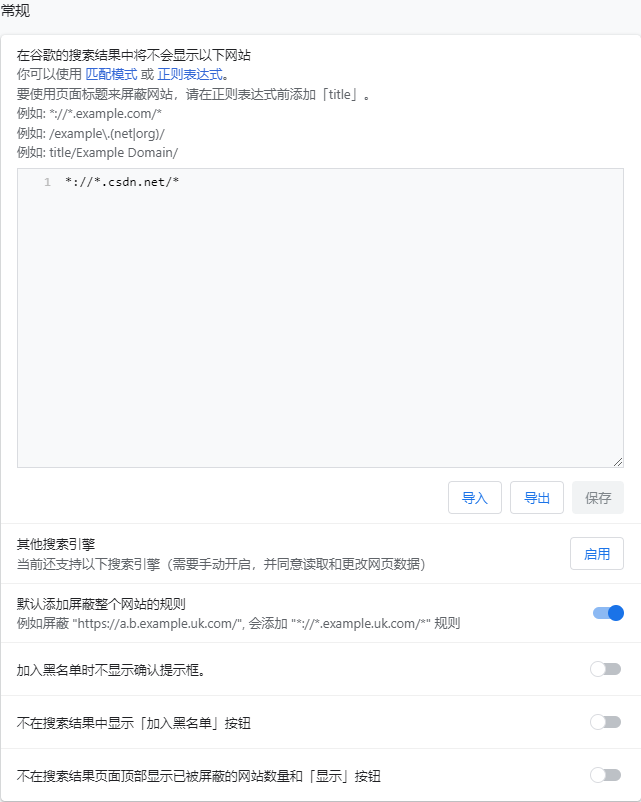 常规
在谷歌的搜索结果中将不会显示以下网站
你可以使用 匹配模式 或 正则表达式。
要使用页面标题来屏蔽网站，请在正则表达式前添加「title」。
例如: *://*.example.com/*
例如: /example\.(net|org)/
例如: title/Example Domain/
1 *://*.csdn.net/*
导入 导出 保存
其他搜索引擎
当前还支持以下搜索引擎（需要手动开启，并同意读取和更改网页数据）
启用
默认添加屏蔽整个网站的规则
例如屏蔽 "https://a.b.example.uk.com/", 会添加 "*://*.example.uk.com/*" 规则
加入黑名单时不显示确认提示框。
不在搜索结果中显示「加入黑名单」按钮
不在搜索结果页面顶部显示已被屏蔽的网站数量和「显示」按钮